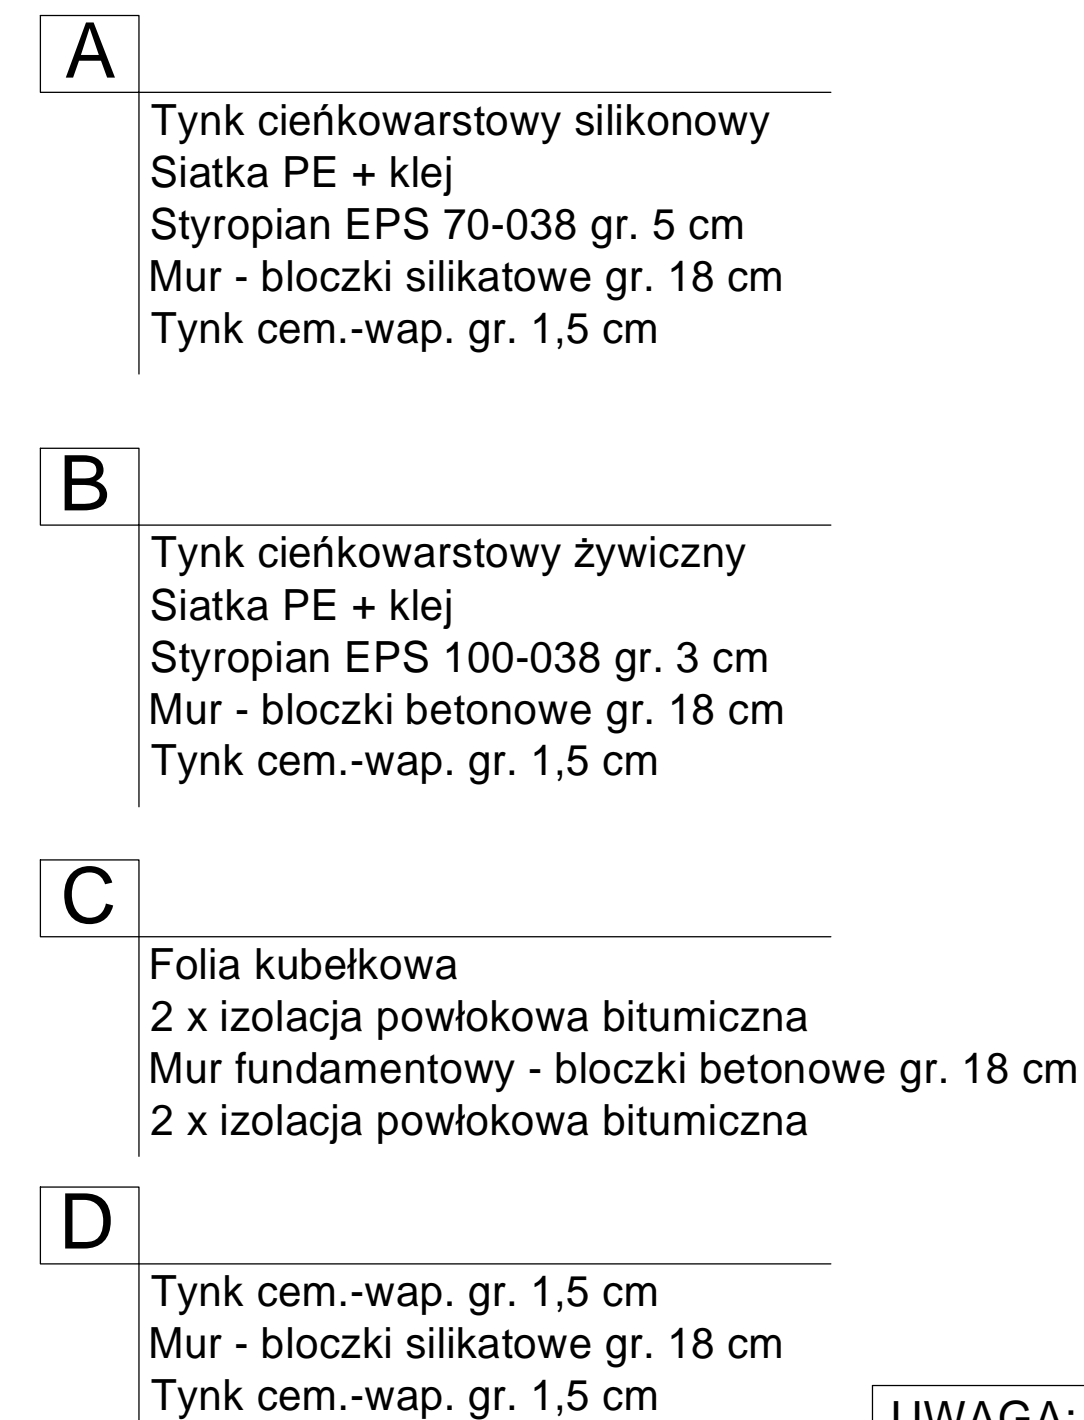 A
Tynk cieńkowarstowy silikonowy
Siatka PE + klej
Styropian EPS 70-038 gr. 5 cm
Mur - bloczki silikatowe gr. 18 cm
Tynk cem.-wap. gr. 1,5 cm
B
Tynk cieńkowarstowy żywiczny
Siatka PE + klej
Styropian EPS 100-038 gr. 3 cm
Mur - bloczki betonowe gr. 18 cm
Tynk cem.-wap. gr. 1,5 cm
C
Folia kubełkowa
2 x izolacja powłokowa bitumiczna
Mur fundamentowy - bloczki betonowe gr. 18 cm
2 x izolacja powłokowa bitumiczna
D
Tynk cem.-wap. gr. 1,5 cm
Mur - bloczki silikatowe gr. 18 cm
Tynk cem.-wap. gr. 1,5 cm
UWAGA: